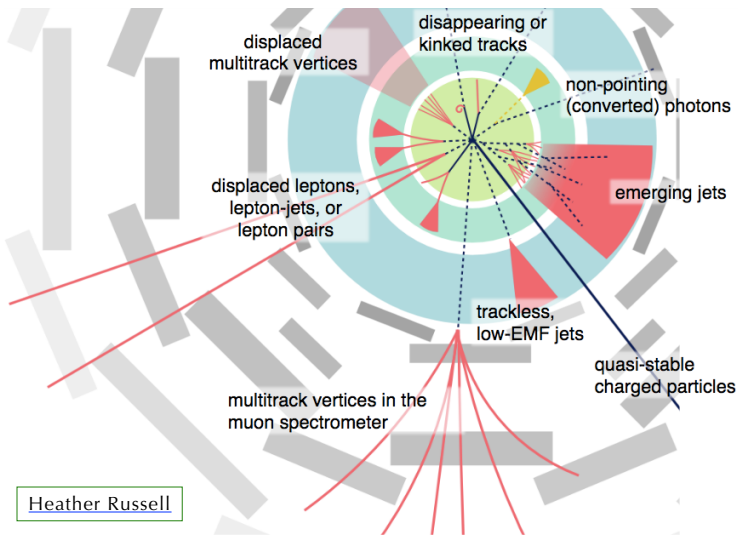 displaced
multitrack vertices
disappearing or
kinked tracks
non-pointing
(converted) photons
displaced leptons,
lepton-jets, or
lepton pairs
emerging jets
trackless,
low-EMF jets
quasi-stable
charged particles
multitrack vertices in the
muon spectrometer
Heather Russell